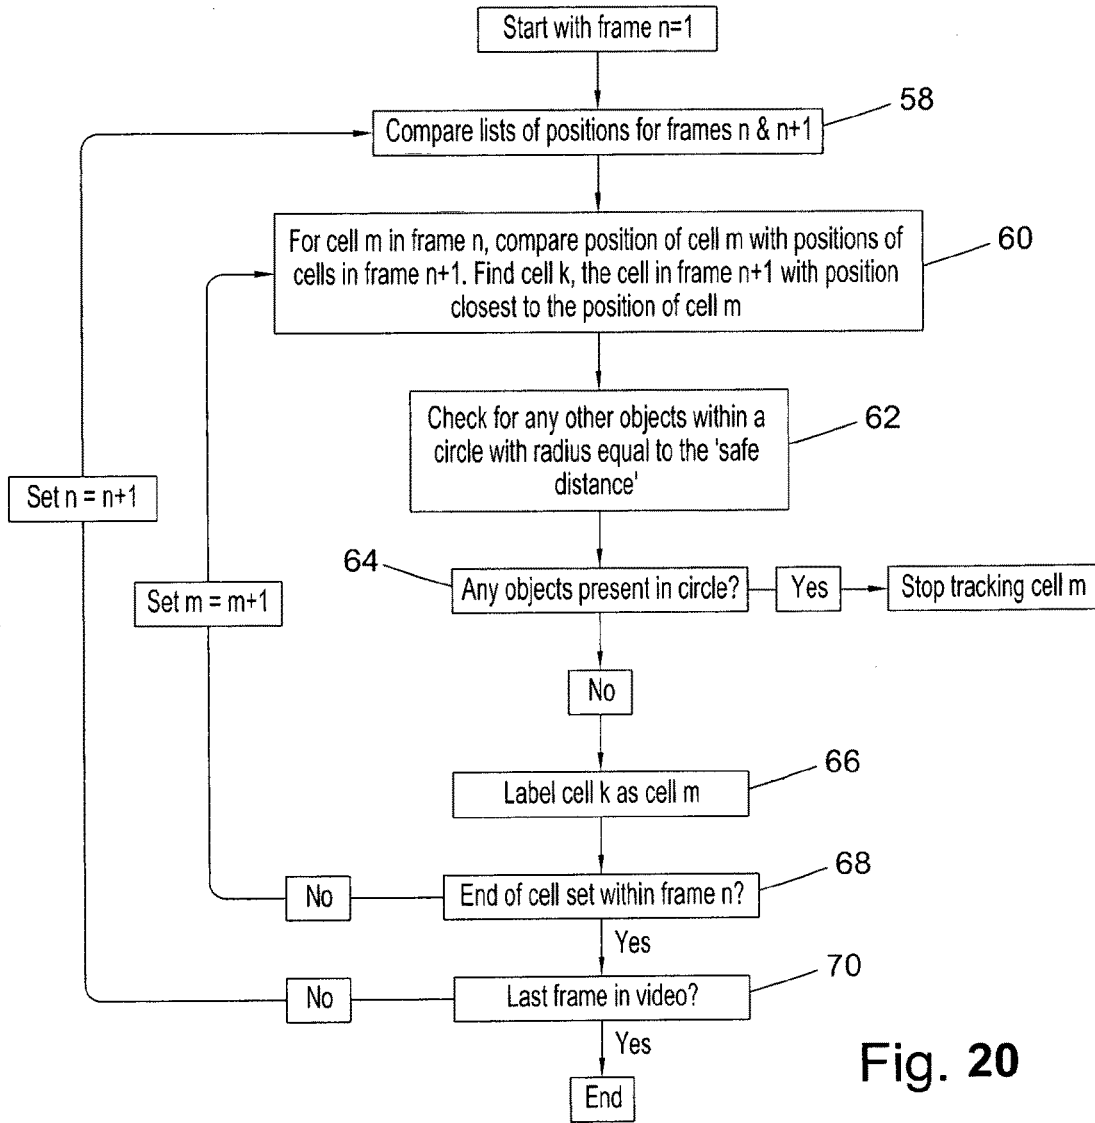 Start with frame n=1
58
Compare lists of positions for frames n & n+1
For cell m in frame n, compare position of cell m with positions of
cells in frame n+1. Find cell k, the cell in frame n+1 with position
closest to the position of cell m
60
Check for any other objects within a
circle with radius equal to the 'safe
distance'
62
Set n = n+1
64
Any objects present in circle?
Yes
Stop tracking cell m
Set m = m+1
No
66
Label cell k as cell m
68
No
End of cell set within frame n?
Yes
70
No
Last frame in video?
Yes
End
Fig. 20